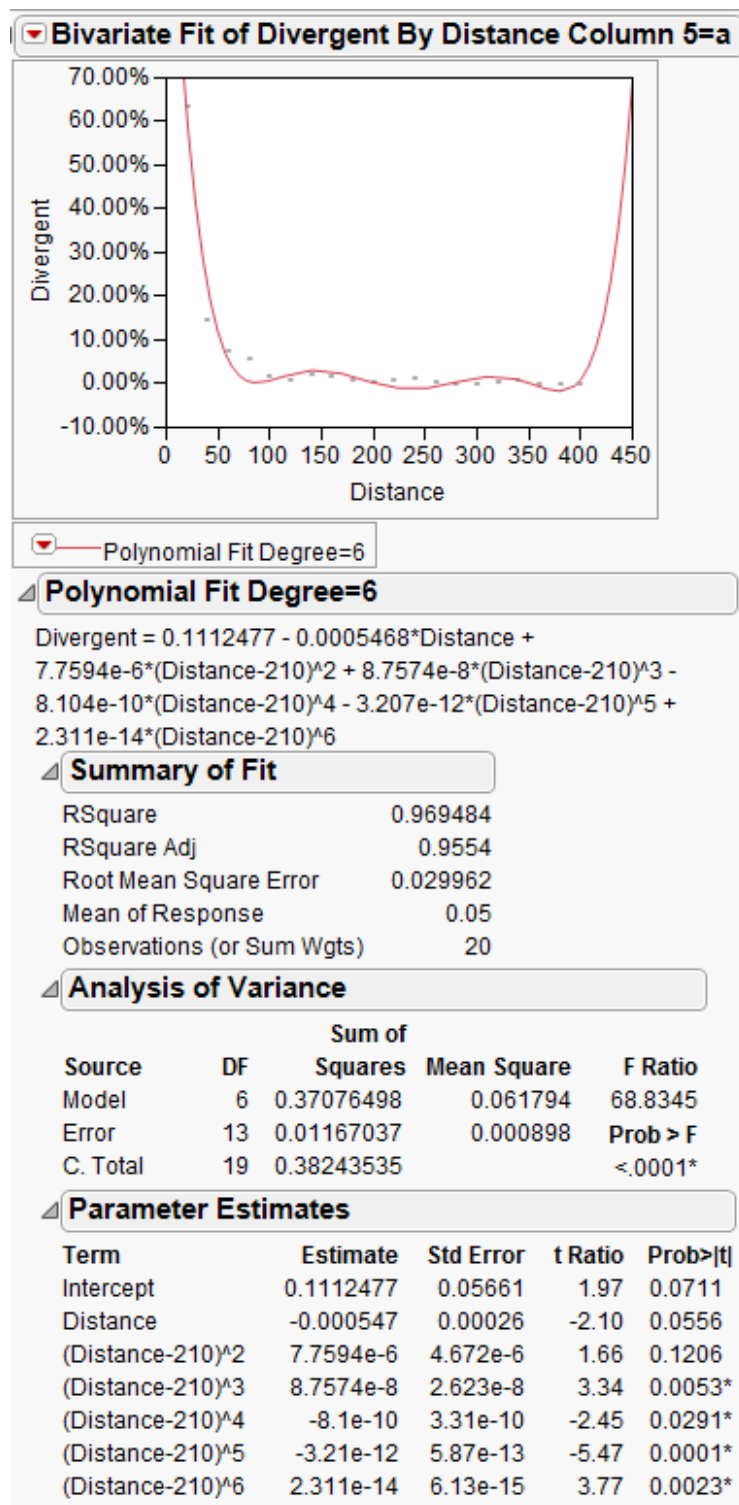 Bivariate Fit of Divergent By Distance Column 5=a
70.00%
60.00%
50.00%
40.00%
30.00%
20.00%
10.00%
0.00%
-10.00%
Divergent
0 50 100 150 200 250 300 350 400 450
Distance
Polynomial Fit Degree=6
Polynomial Fit Degree=6
Divergent = 0.1112477 - 0.0005468*Distance +
7.7594e-6*(Distance-210)^2 + 8.7574e-8*(Distance-210)^3 -
8.104e-10*(Distance-210)^4 - 3.207e-12*(Distance-210)^5 +
2.311e-14*(Distance-210)^6
Summary of Fit
RSquare 0.969484
RSquare Adj 0.9554
Root Mean Square Error 0.029962
Mean of Response 0.05
Observations (or Sum Wgts) 20
Analysis of Variance
Sum of
Source DF Squares Mean Square F Ratio
Model 6 0.37076498 0.061794 68.8345
Error 13 0.01167037 0.000898 Prob > F
C. Total 19 0.38243535 <.0001*
Parameter Estimates
Term Estimate Std Error t Ratio Prob>|t|
Intercept 0.1112477 0.05661 1.97 0.0711
Distance -0.000547 0.00026 -2.10 0.0556
(Distance-210)^2 7.7594e-6 4.672e-6 1.66 0.1206
(Distance-210)^3 8.7574e-8 2.623e-8 3.34 0.0053*
(Distance-210)^4 -8.1e-10 3.31e-10 -2.45 0.0291*
(Distance-210)^5 -3.21e-12 5.87e-13 -5.47 0.0001*
(Distance-210)^6 2.311e-14 6.13e-15 3.77 0.0023*